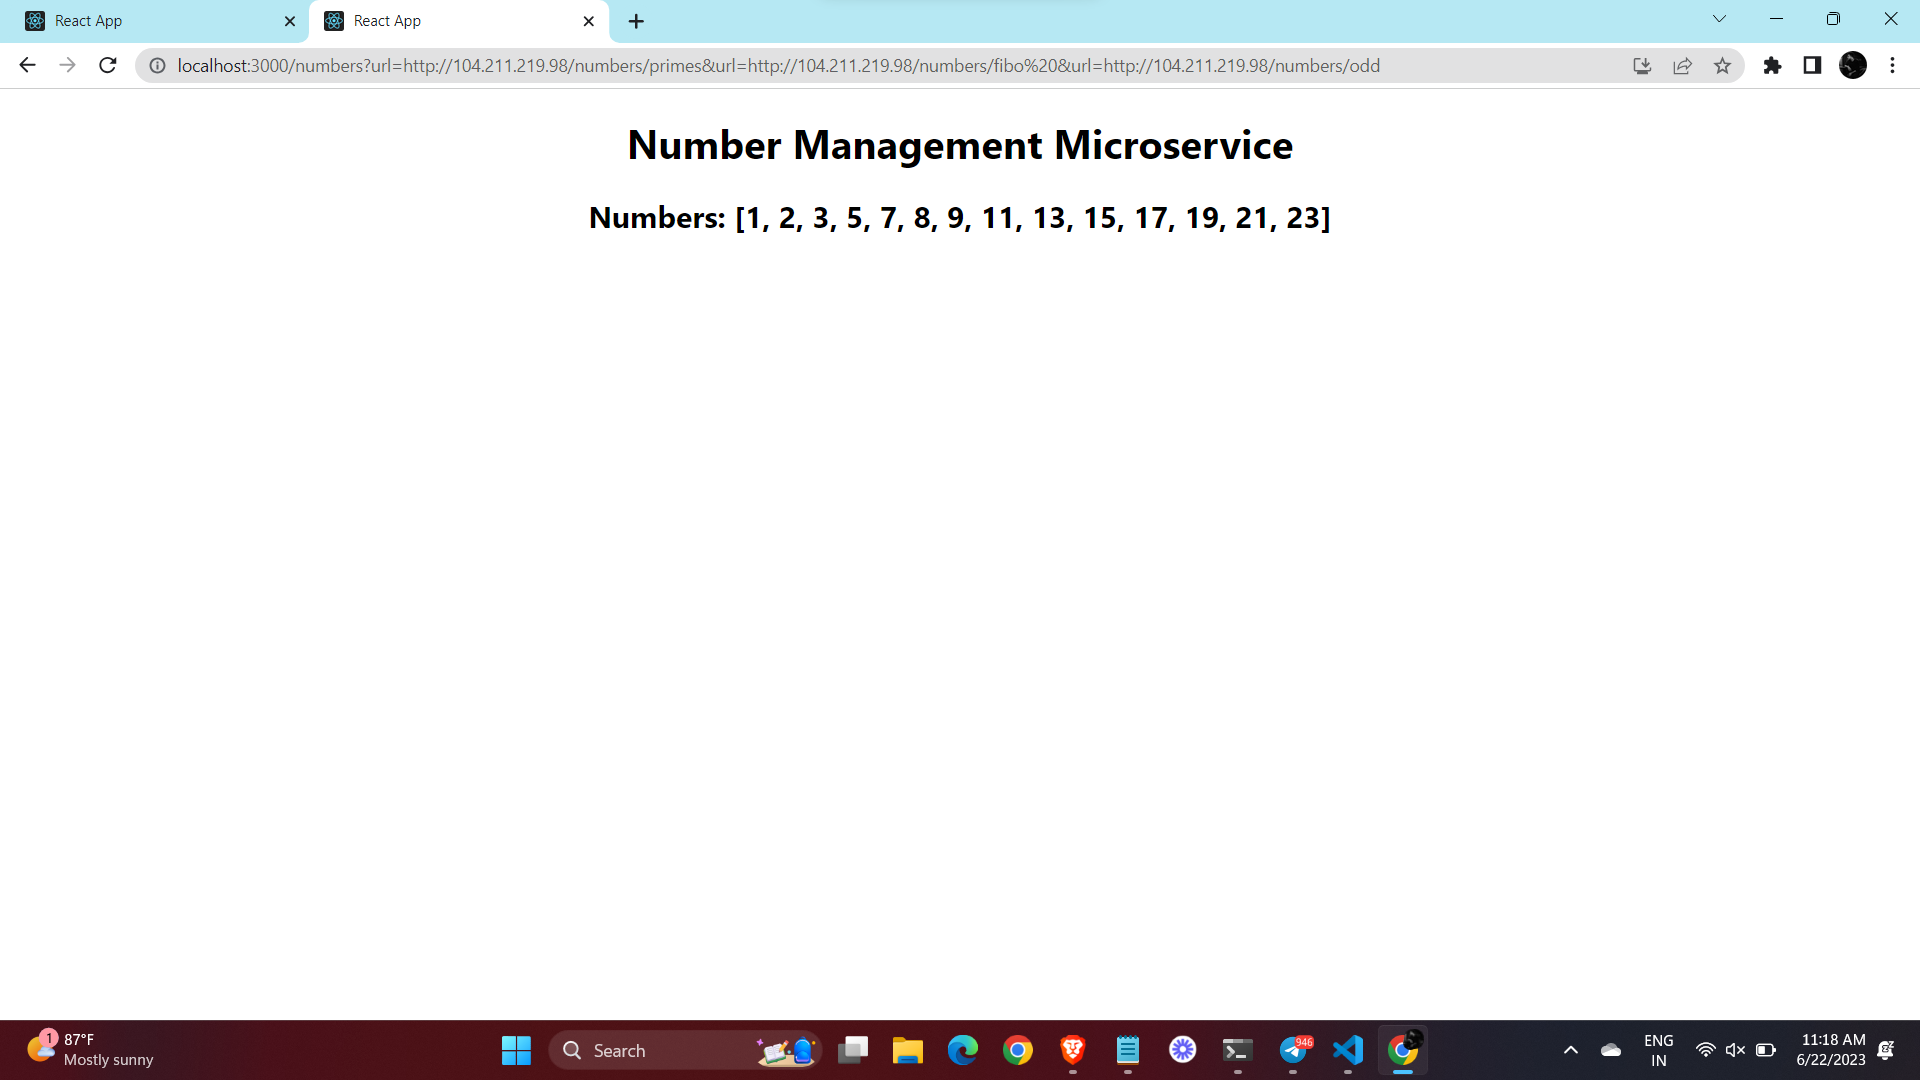 React App
React App
localhost:3000/numbers?url=http://104.211.219.98/numbers/primes&url=http://104.211.219.98/numbers/fibo%20&url=http://104.211.219.98/numbers/odd
Number Management Microservice
Numbers: [1, 2, 3, 5, 7, 8, 9, 11, 13, 15, 17, 19, 21, 23]
1
87°F
Mostly sunny
Search
946
ENG
IN
11:18 AM
6/22/2023